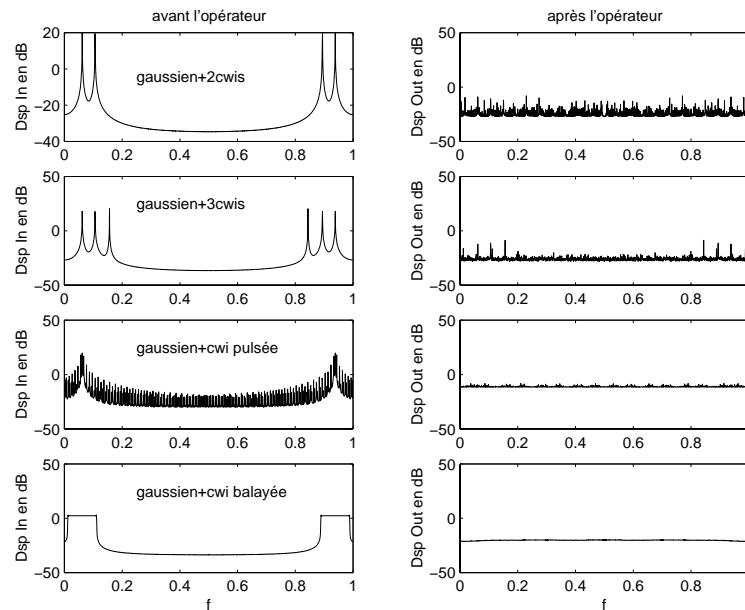 avant l'opérateur
après l'opérateur
Dsp In en dB
20
0
−20
−40
gaussien+2cwis
0 0.2 0.4 0.6 0.8 1
Dsp Out en dB
50
0
−50
0 0.2 0.4 0.6 0.8 1
Dsp In en dB
50
0
−50
gaussien+3cwis
0 0.2 0.4 0.6 0.8 1
Dsp Out en dB
50
0
−50
0 0.2 0.4 0.6 0.8 1
Dsp In en dB
50
0
−50
gaussien+cwi pulsée
0 0.2 0.4 0.6 0.8 1
Dsp Out en dB
50
0
−50
0 0.2 0.4 0.6 0.8 1
Dsp In en dB
50
0
−50
gaussien+cwi balayée
0 0.2 0.4 0.6 0.8 1
f
Dsp Out en dB
50
0
−50
0 0.2 0.4 0.6 0.8 1
f